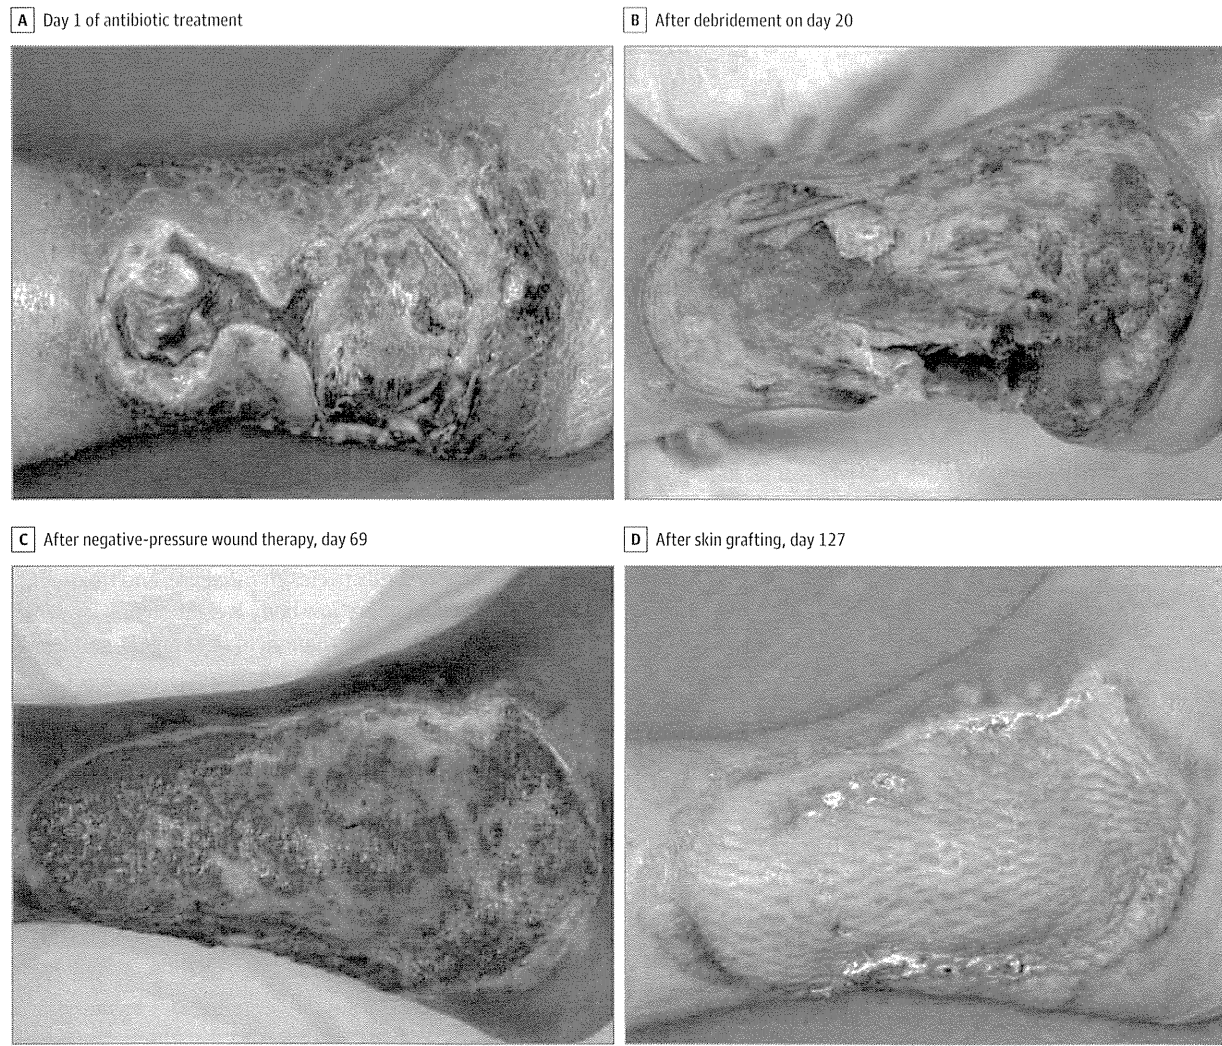 A Day 1 of antibiotic treatment
B After debridement on day 20
C After negative-pressure wound therapy, day 69
D After skin grafting, day 127